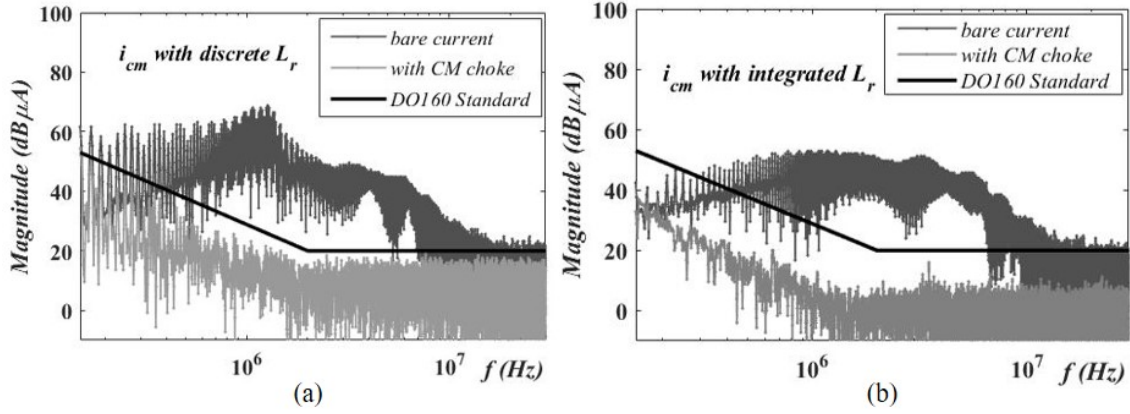 100
80
60
40
20
0
Magnitude (dBμA)
i_cm with discrete L_r
bare current
with CM choke
DO160 Standard
10^6
10^7
f (Hz)
(a)
100
80
60
40
20
0
Magnitude (dBμA)
i_cm with integrated L_r
bare current
with CM choke
DO160 Standard
10^6
10^7
f (Hz)
(b)